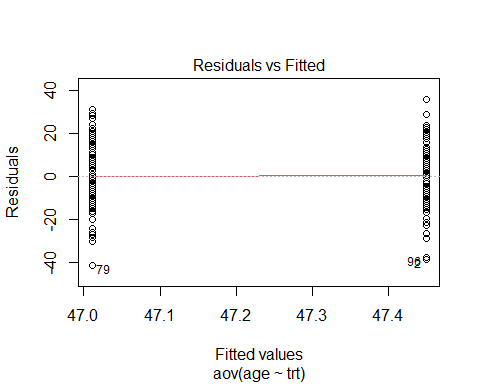 Residuals vs Fitted
Residuals
40
20
0
-20
-40
79
96
2
47.0 47.1 47.2 47.3 47.4
Fitted values
aov(age ~ trt)